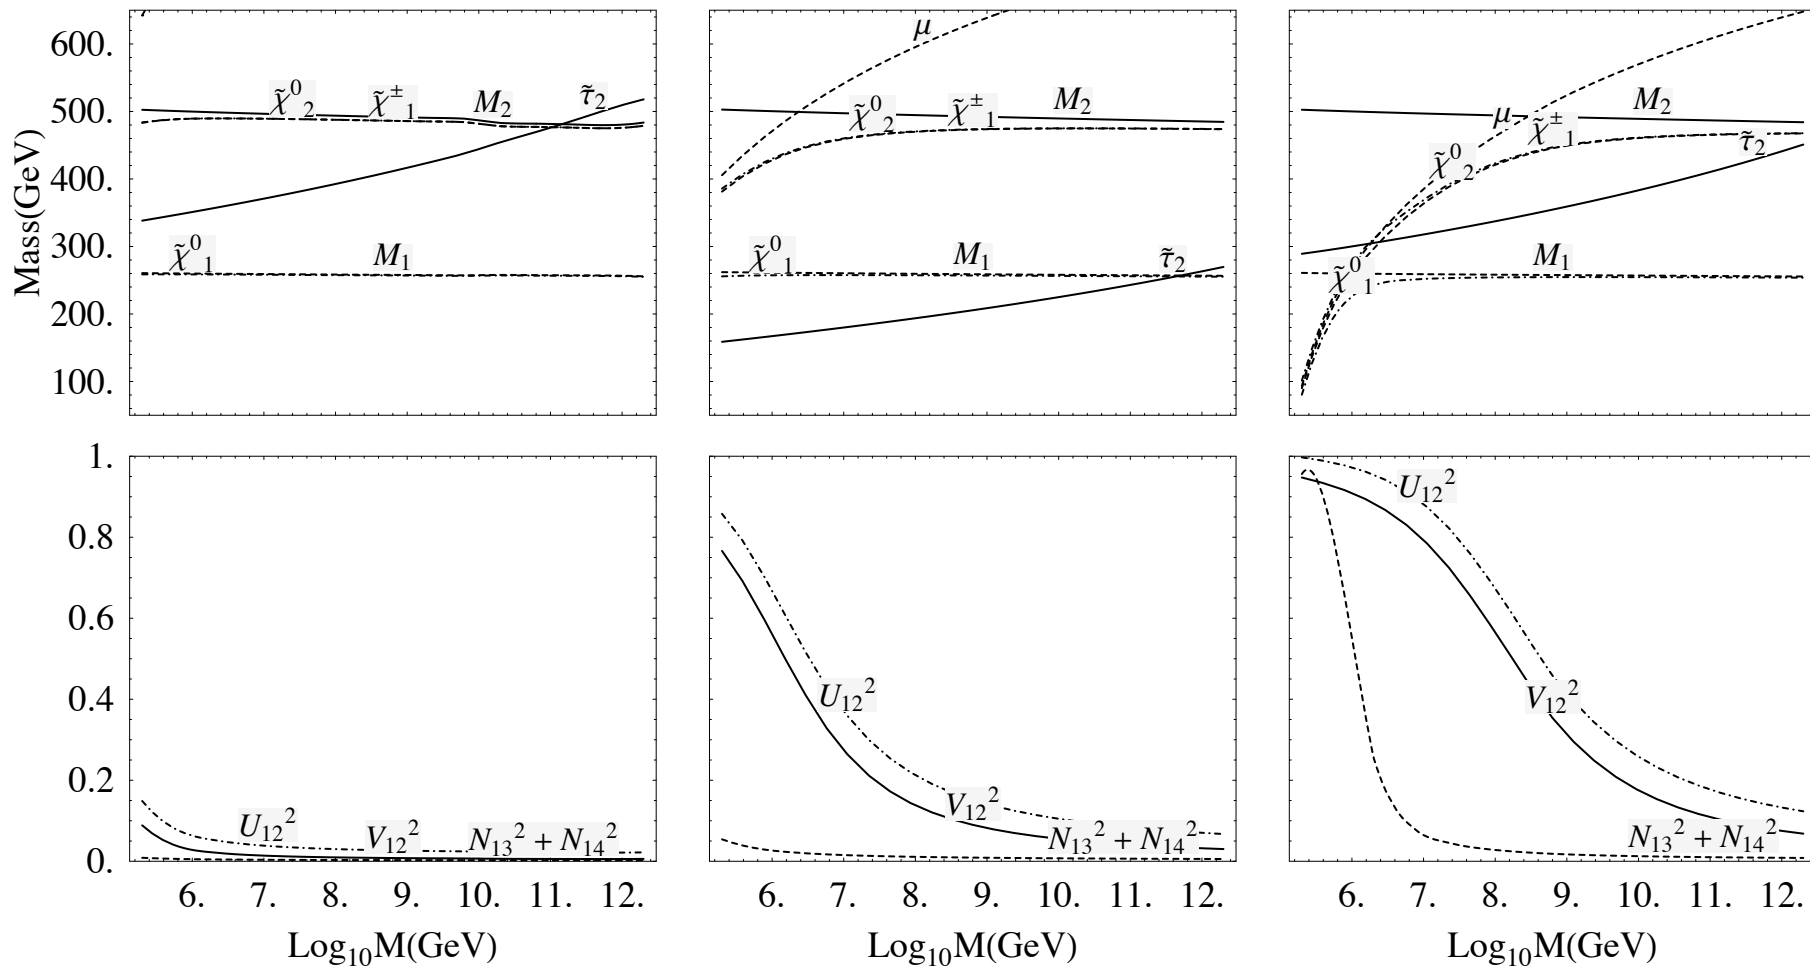 Mass(GeV)
600.
500.
400.
300.
200.
100.
χ̃⁰₂ χ̃±₁ M₂ τ̃₂
χ̃⁰₁ M₁
μ
χ̃⁰₂ χ̃±₁ M₂
χ̃⁰₁ M₁ τ̃₂
μ M₂
χ̃⁰₂ χ̃±₁ τ̃₂
χ̃⁰₁ M₁
1.
0.8
0.6
0.4
0.2
0.
U₁₂² V₁₂² N₁₃² + N₁₄²
U₁₂²
V₁₂² N₁₃² + N₁₄²
U₁₂²
V₁₂²
N₁₃² + N₁₄²
6. 7. 8. 9. 10. 11. 12.
6. 7. 8. 9. 10. 11. 12.
6. 7. 8. 9. 10. 11. 12.
Log₁₀M(GeV)
Log₁₀M(GeV)
Log₁₀M(GeV)